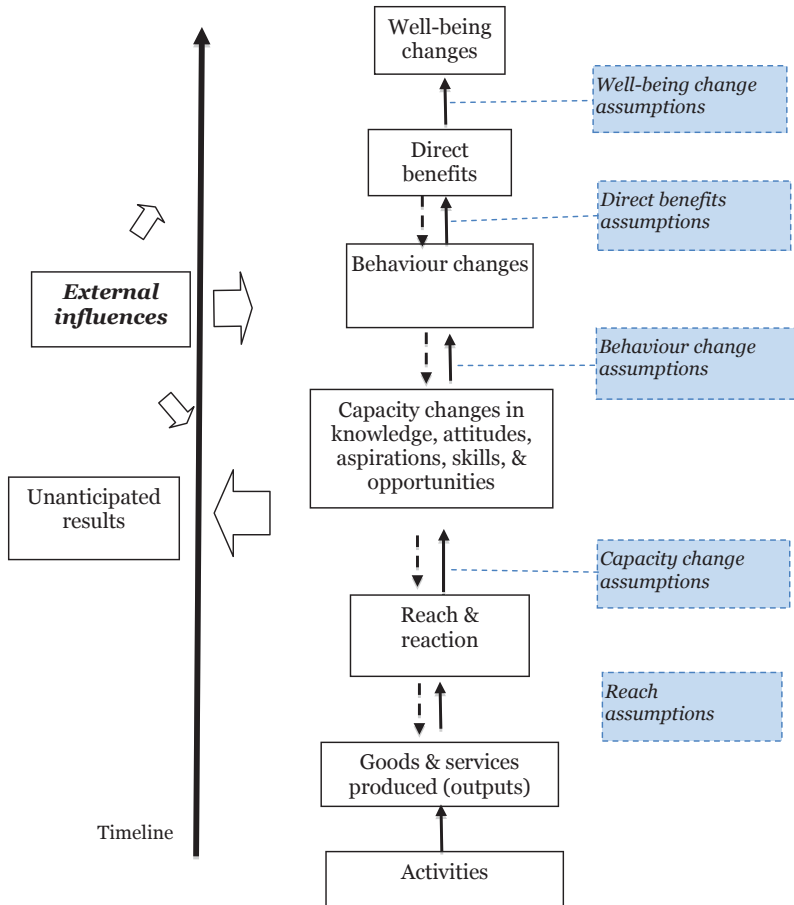 Well-being
changes
Well-being change
assumptions
Direct
benefits
Direct benefits
assumptions
Behaviour changes
External
influences
Behaviour change
assumptions
Capacity changes in
knowledge, attitudes,
aspirations, skills, &
opportunities
Unanticipated
results
Capacity change
assumptions
Reach &
reaction
Reach
assumptions
Goods & services
produced (outputs)
Timeline
Activities